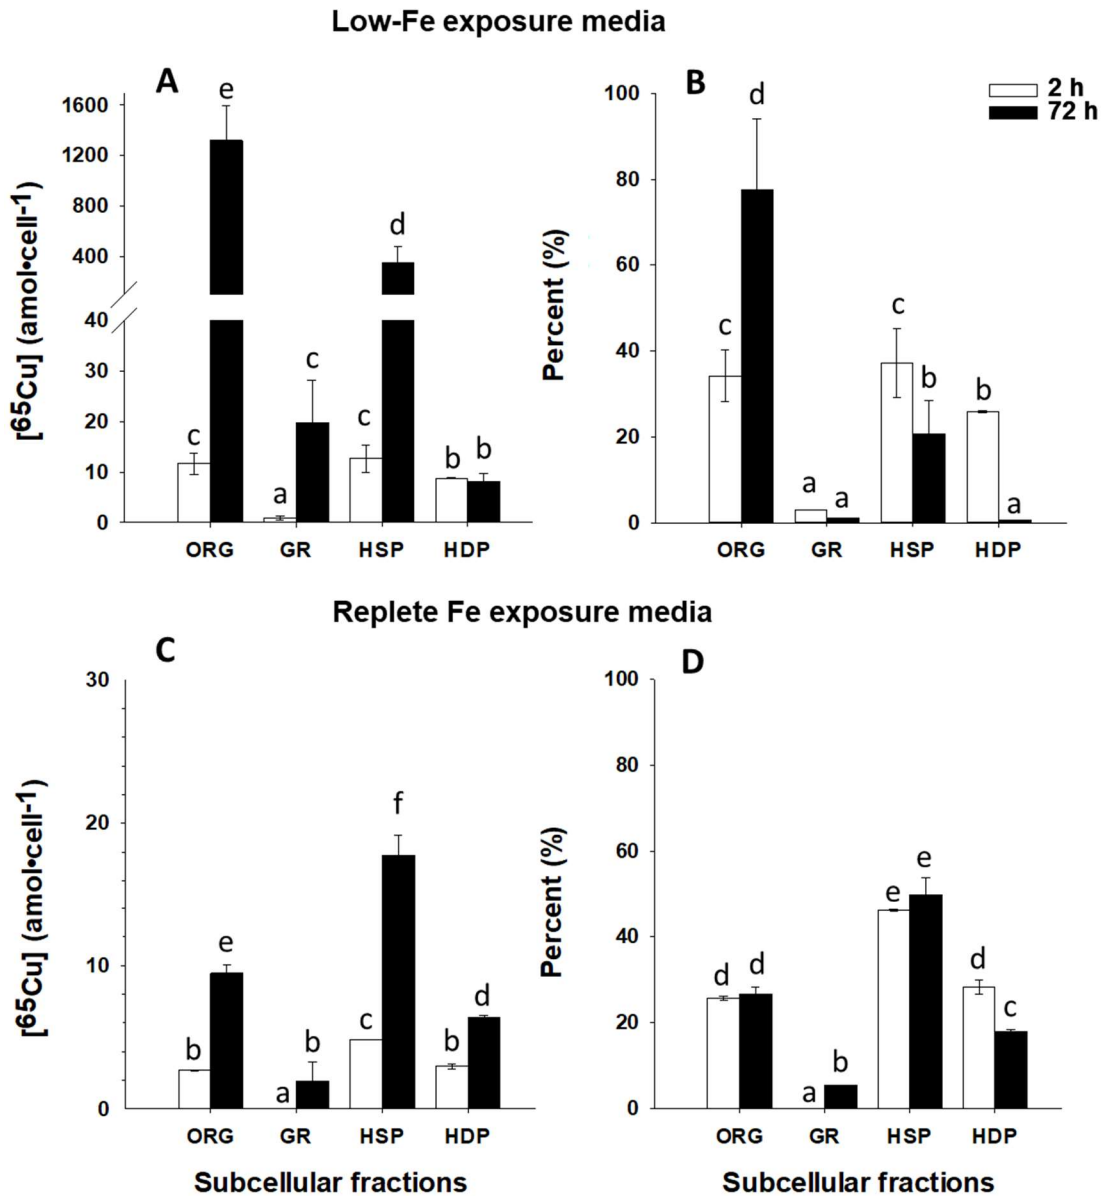 Low-Fe exposure media
A
B
2 h
72 h
[65Cu] (amol•cell-1)
1600
1200
800
400
40
30
20
10
0
e
d
c
c
c
a
b
b
ORG
GR
HSP
HDP
Percent (%)
100
80
60
40
20
0
d
c
c
b
b
a
a
a
ORG
GR
HSP
HDP
Replete Fe exposure media
C
D
[65Cu] (amol•cell-1)
30
20
10
0
b
e
a
b
c
f
b
d
ORG
GR
HSP
HDP
Subcellular fractions
Percent (%)
100
80
60
40
20
0
d
d
a
b
e
e
d
c
ORG
GR
HSP
HDP
Subcellular fractions